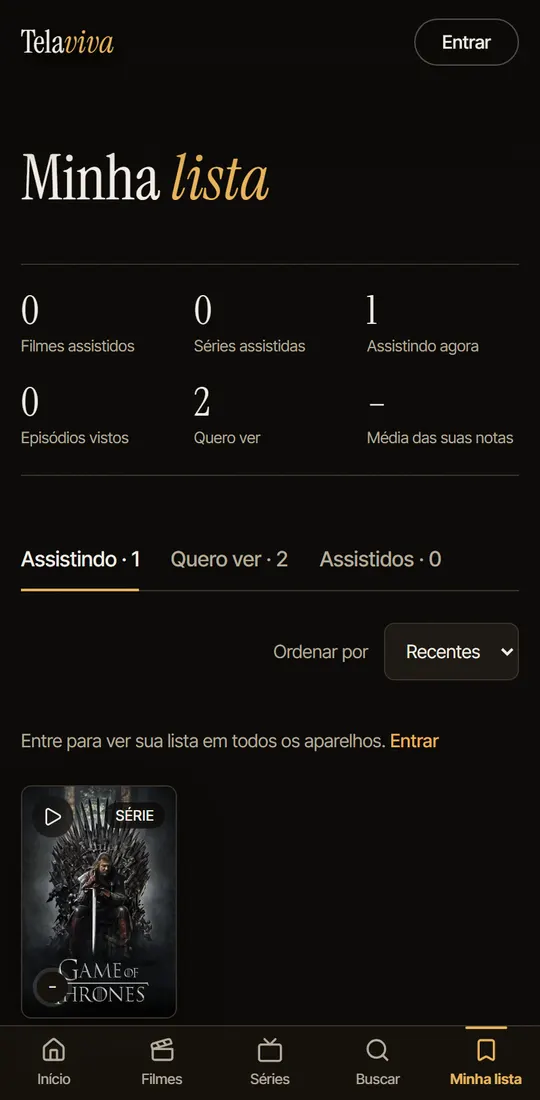 Telaviva
Entrar
Minha lista
0
0
1
Filmes assistidos
Séries assistidas
Assistindo agora
0
2
–
Episódios vistos
Quero ver
Média das suas notas
Assistindo · 1
Quero ver · 2
Assistidos · 0
Ordenar por
Recentes
Entre para ver sua lista em todos os aparelhos. Entrar
SÉRIE
GAME OF
THRONES
–
Início
Filmes
Séries
Buscar
Minha lista